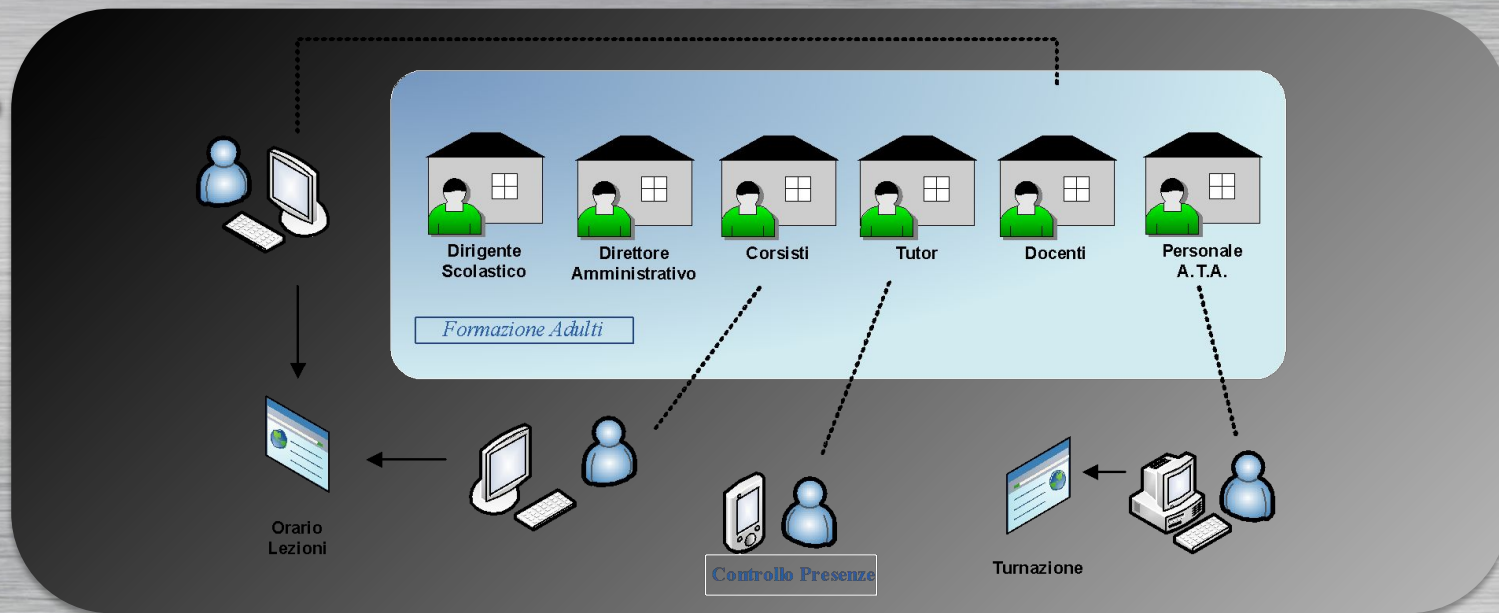 Dirigente
Scolastico
Direttore
Amministrativo
Corsisti
Tutor
Docenti
Personale
A.T.A.
Formazione Adulti
Orario
Lezioni
Controllo Presenze
Turnazione